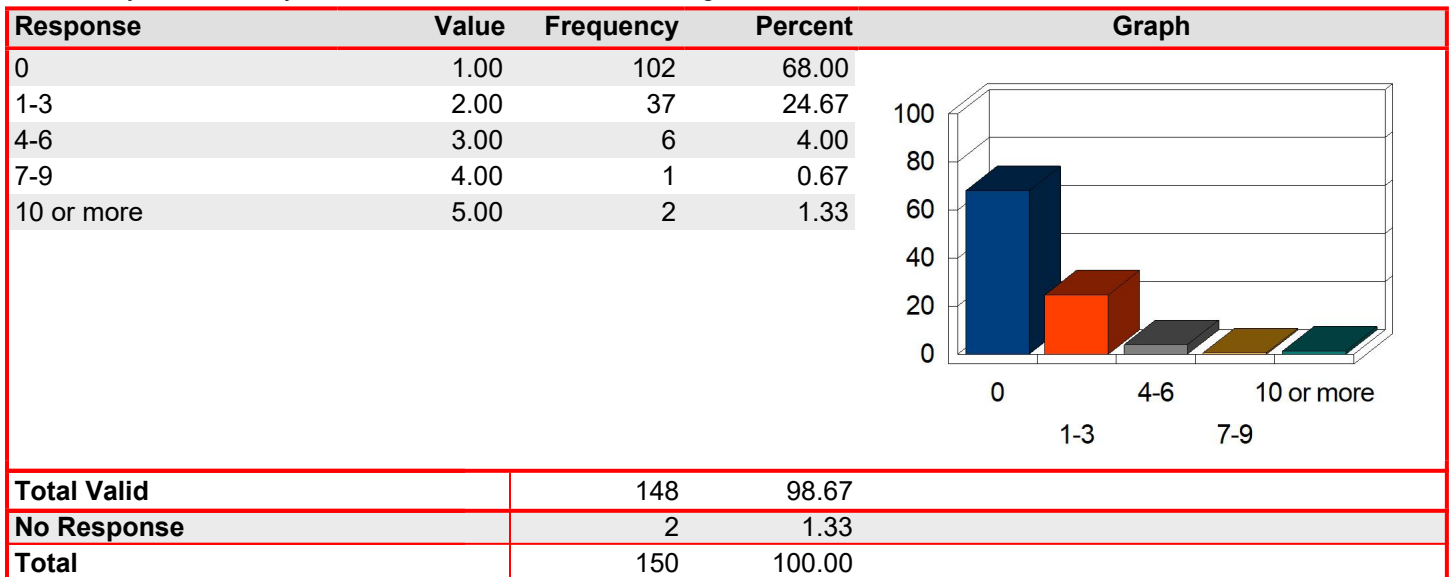 Response Value Frequency Percent Graph
0 1.00 102 68.00
1-3 2.00 37 24.67
4-6 3.00 6 4.00
7-9 4.00 1 0.67
10 or more 5.00 2 1.33
100
80
60
40
20
0
0 4-6 10 or more
1-3 7-9
Total Valid 148 98.67
No Response 2 1.33
Total 150 100.00